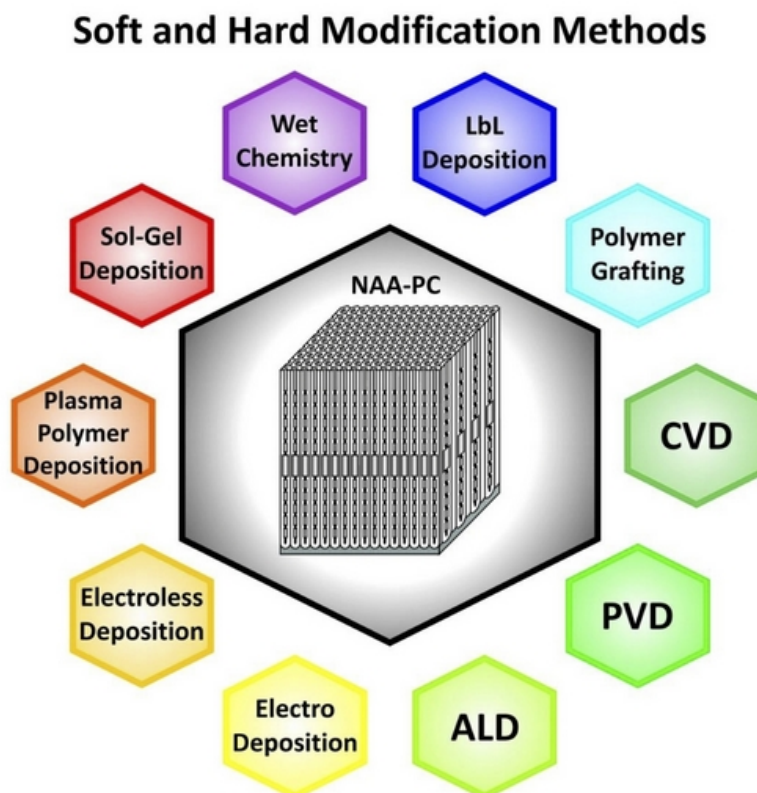 Soft and Hard Modification Methods
Wet
Chemistry
LbL
Deposition
Sol-Gel
Deposition
Polymer
Grafting
NAA-PC
Plasma
Polymer
Deposition
CVD
Electroless
Deposition
PVD
Electro
Deposition
ALD